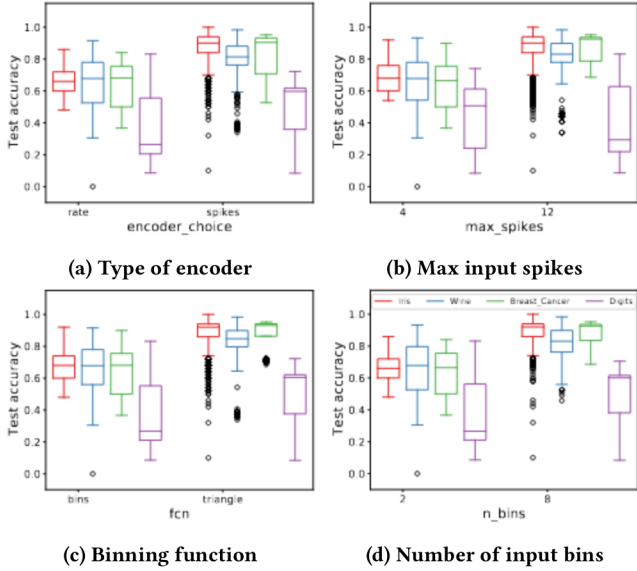 1.0
0.8
0.6
0.4
0.2
0.0
Test accuracy
rate spikes
encoder_choice
(a) Type of encoder
1.0
0.8
0.6
0.4
0.2
0.0
Test accuracy
4 12
max_spikes
(b) Max input spikes
1.0
0.8
0.6
0.4
0.2
0.0
Test accuracy
bins triangle
fcn
(c) Binning function
Iris Wine Breast_Cancer Digits
1.0
0.8
0.6
0.4
0.2
0.0
Test accuracy
2 8
n_bins
(d) Number of input bins